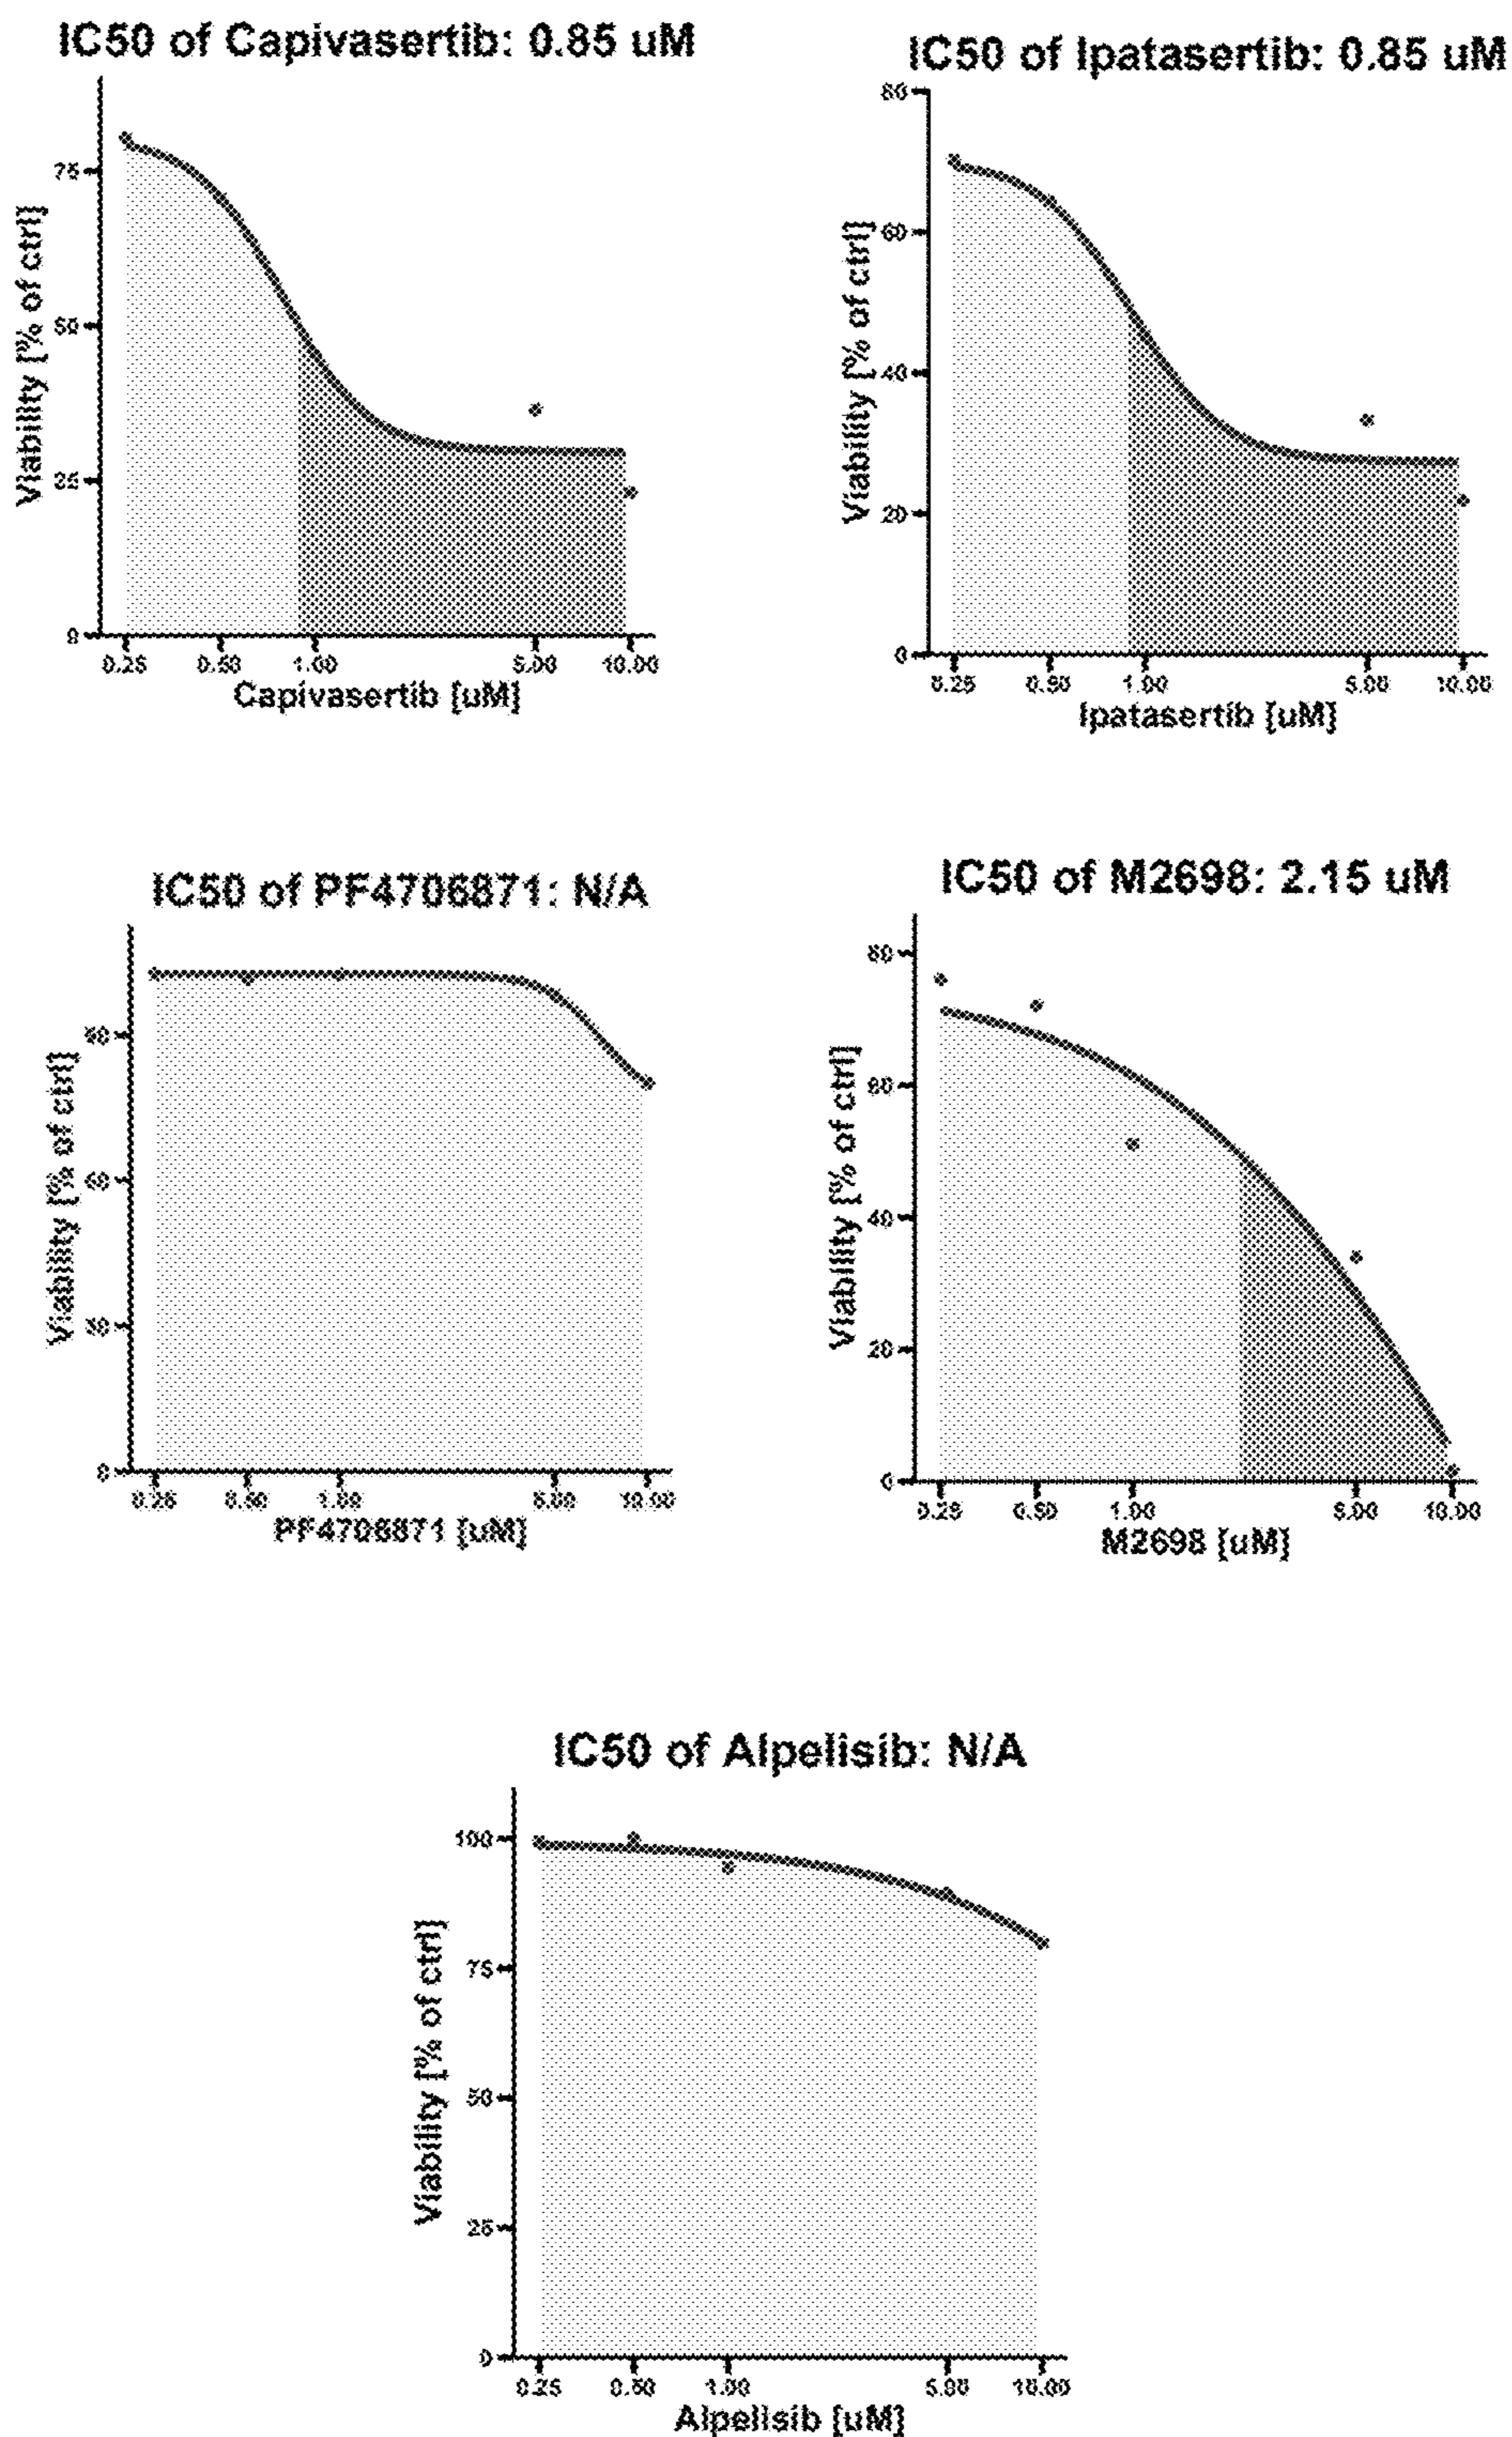 IC50 of Capivasertib: 0.85 uM
Viability [% of ctrl]
75
50
25
0
0.25 0.50 1.00 5.00 10.00
Capivasertib [uM]
IC50 of Ipatasertib: 0.85 uM
Viability [% of ctrl]
80
60
40
20
0
0.25 0.50 1.00 5.00 10.00
Ipatasertib [uM]
IC50 of PF4706871: N/A
Viability [% of ctrl]
90
60
30
0
0.25 0.50 1.00 5.00 10.00
PF4706871 [uM]
IC50 of M2698: 2.15 uM
Viability [% of ctrl]
80
60
40
20
0
0.25 0.50 1.00 5.00 10.00
M2698 [uM]
IC50 of Alpelisib: N/A
Viability [% of ctrl]
100
75
50
25
0
0.25 0.50 1.00 5.00 10.00
Alpelisib [uM]